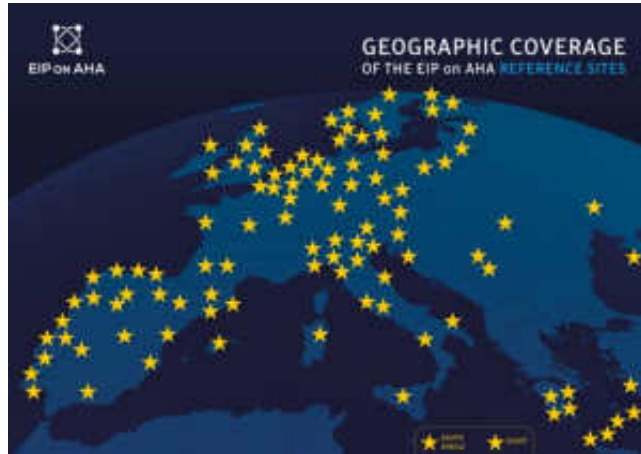 EIP ON AHA
GEOGRAPHIC COVERAGE
OF THE EIP on AHA REFERENCE SITES